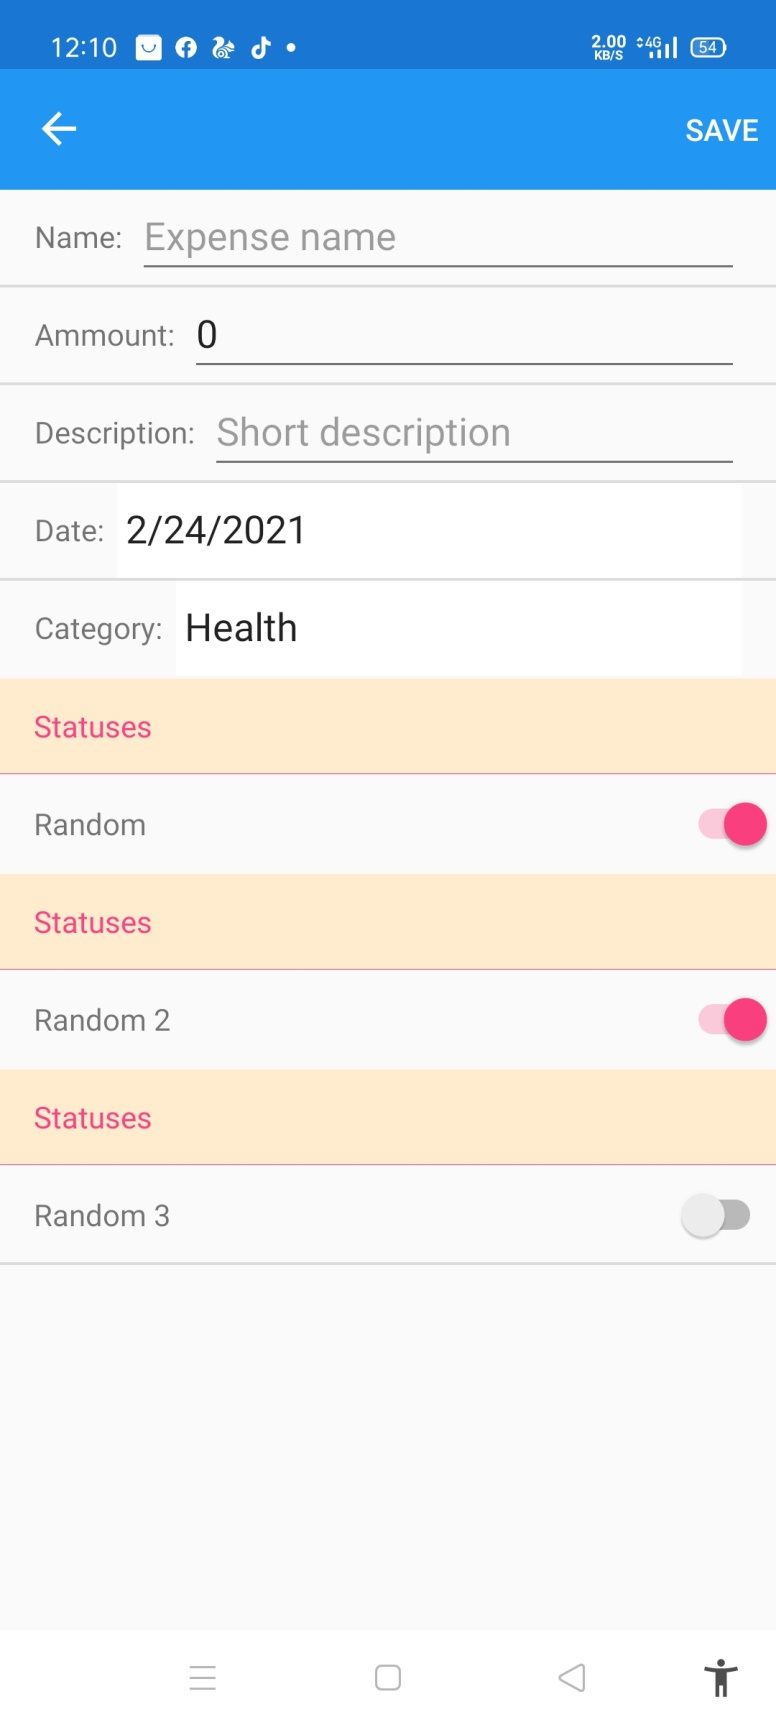 12:10 2.00 KB/S 4G 54
SAVE
Name: Expense name
Ammount: 0
Description: Short description
Date: 2/24/2021
Category: Health
Statuses
Random
Statuses
Random 2
Statuses
Random 3